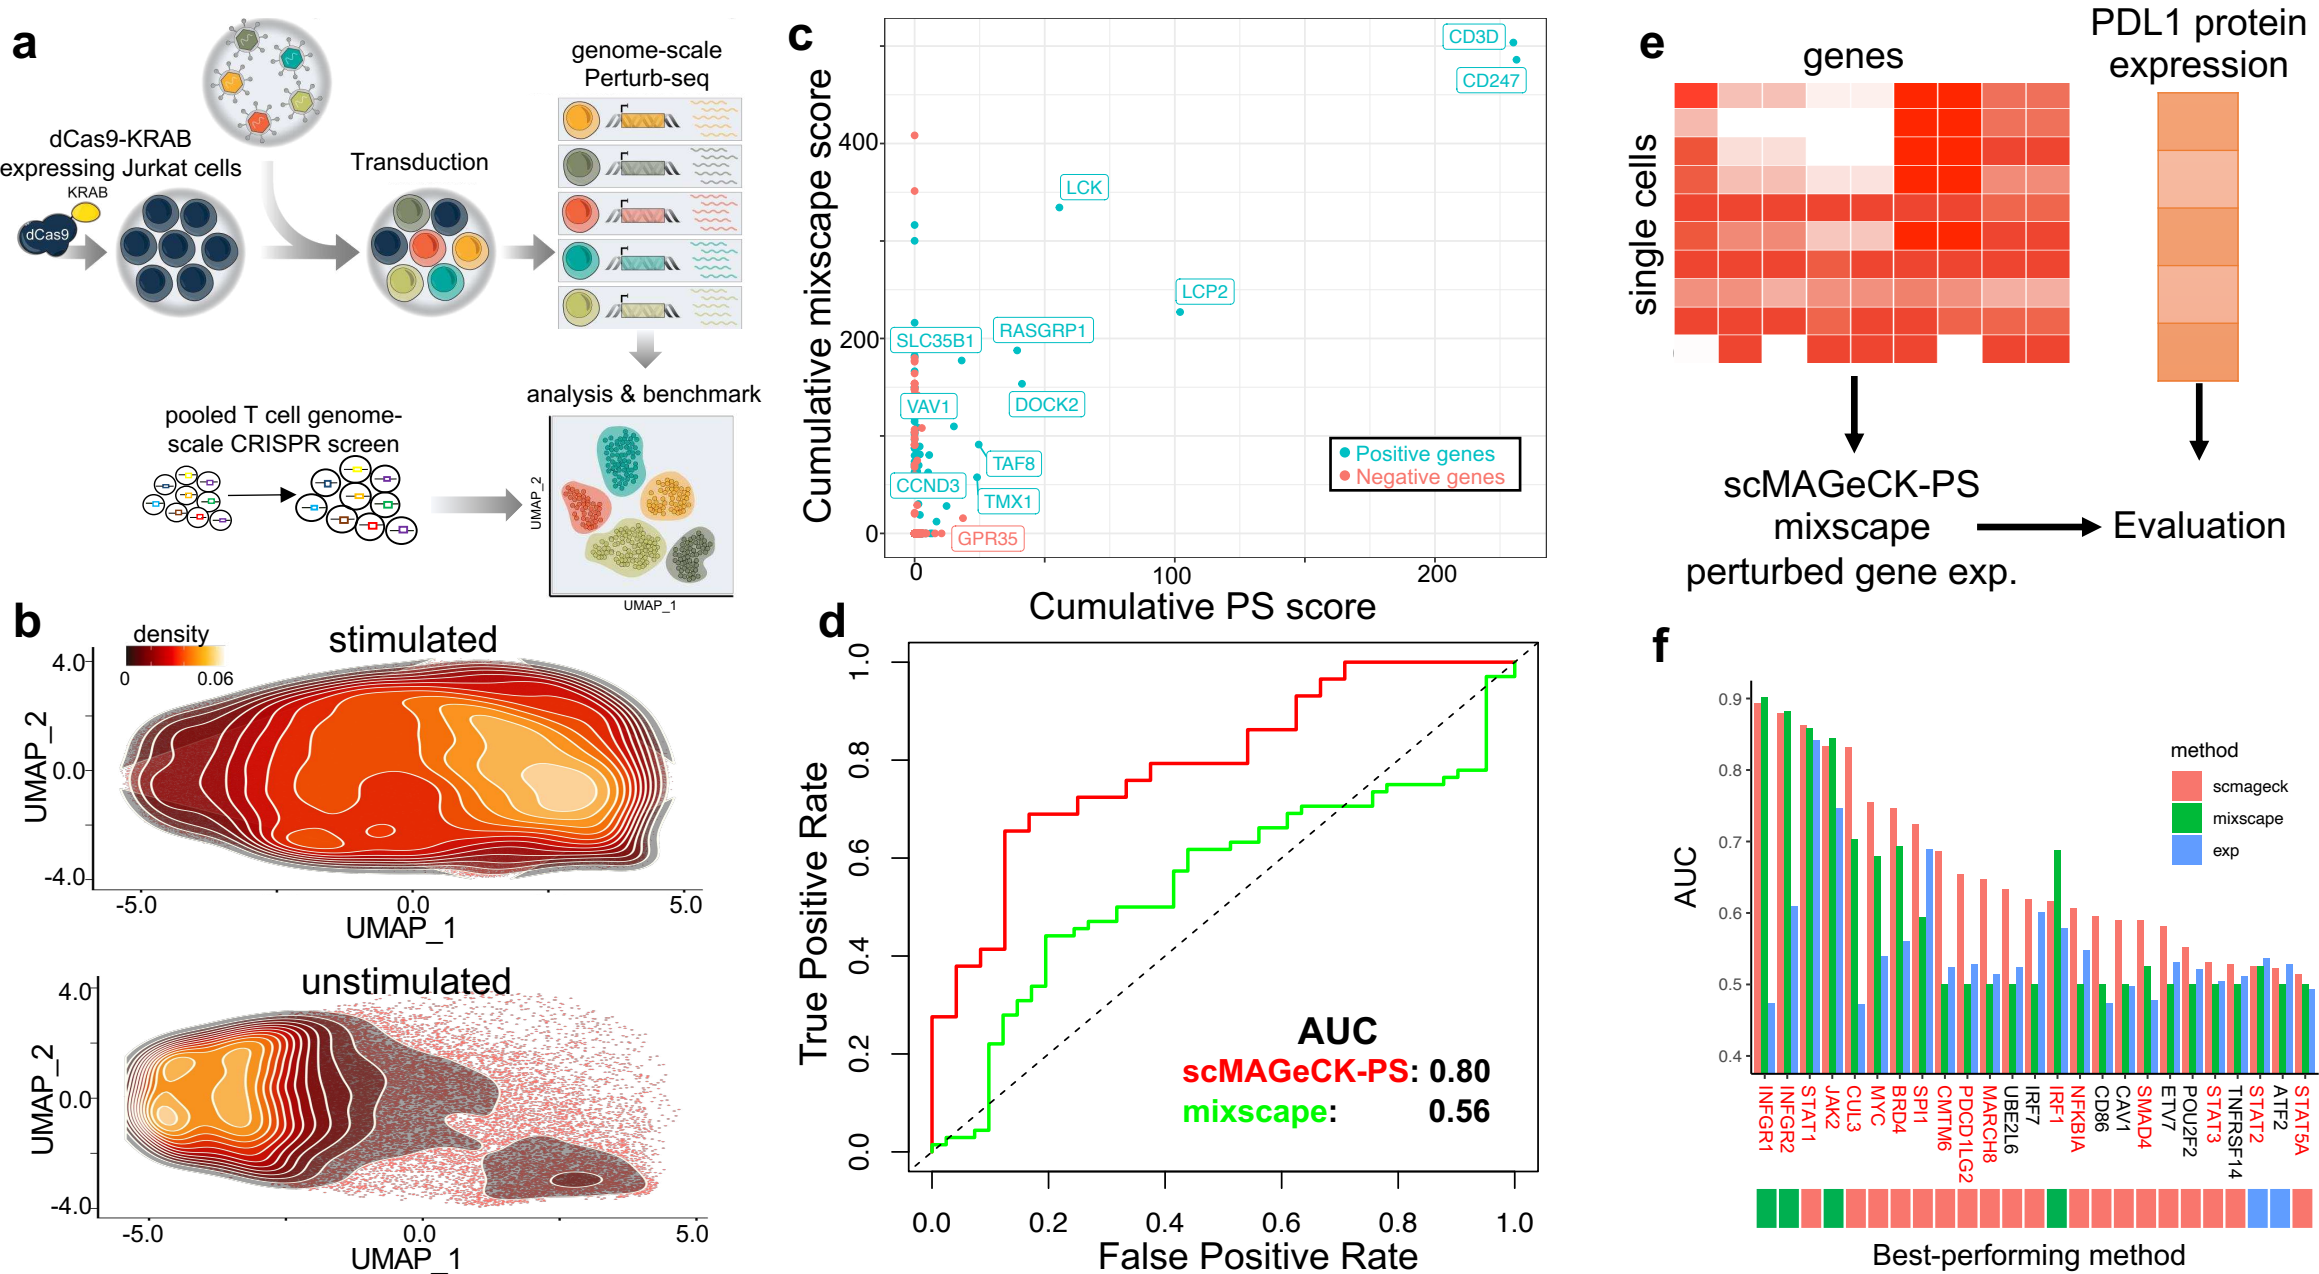 a
dCas9-KRAB
expressing Jurkat cells
KRAB
dCas9
Transduction
genome-scale
Perturb-seq
pooled T cell genome-
scale CRISPR screen
analysis & benchmark
UMAP_2
UMAP_1
b
density
0
0.06
stimulated
4.0
0.0
-4.0
UMAP_2
-5.0
0.0
5.0
UMAP_1
unstimulated
4.0
0.0
-4.0
UMAP_2
-5.0
0.0
5.0
UMAP_1
c
Cumulative mixscape score
400
200
0
CD3D
CD247
LCK
LCP2
RASGRP1
SLC35B1
DOCK2
VAV1
TAF8
CCND3
TMX1
GPR35
Positive genes
Negative genes
0
100
200
Cumulative PS score
d
True Positive Rate
1.0
0.8
0.6
0.4
0.2
0.0
AUC
scMAGeCK-PS: 0.80
mixscape: 0.56
0.0
0.2
0.4
0.6
0.8
1.0
False Positive Rate
e
genes
single cells
PDL1 protein
expression
scMAGeCK-PS
mixscape
perturbed gene exp.
Evaluation
f
AUC
0.9
0.8
0.7
0.6
0.5
0.4
method
scmageck
mixscape
exp
INFGR1
INFGR2
STAT1
JAK2
CUL3
MYC
BRD4
SPI1
CMTM6
PDCD1LG2
MARCH8
UBE2L6
IRF7
IRF1
NFKBIA
CD86
CAV1
SMAD4
ETV7
POU2F2
STAT3
TNFRSF14
STAT2
ATF2
STAT5A
Best-performing method